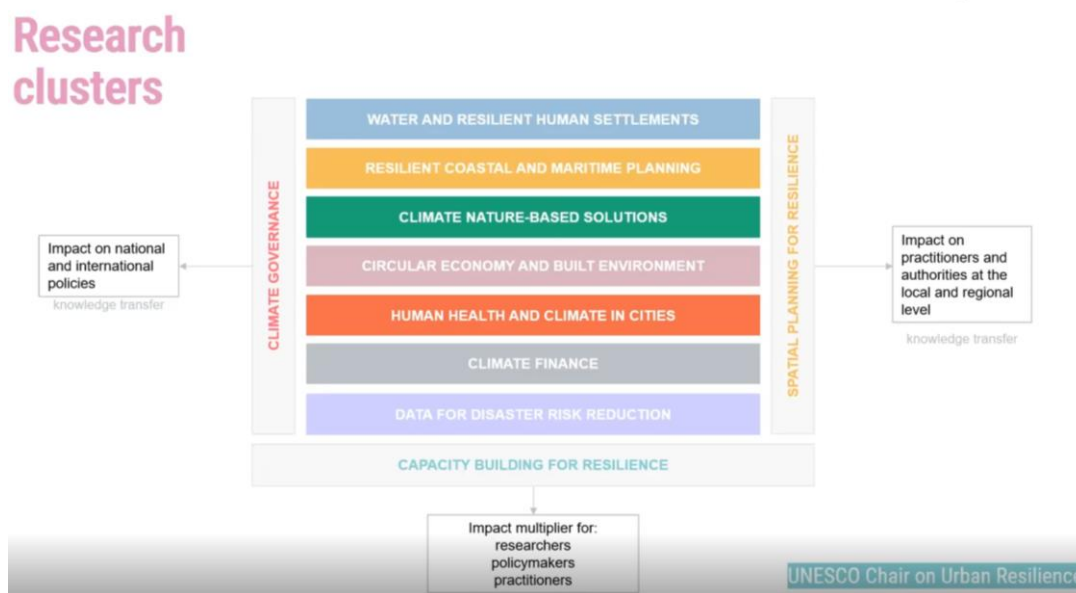 Research
clusters
WATER AND RESILIENT HUMAN SETTLEMENTS
RESILIENT COASTAL AND MARITIME PLANNING
CLIMATE NATURE-BASED SOLUTIONS
CIRCULAR ECONOMY AND BUILT ENVIRONMENT
HUMAN HEALTH AND CLIMATE IN CITIES
CLIMATE FINANCE
DATA FOR DISASTER RISK REDUCTION
CLIMATE GOVERNANCE
SPATIAL PLANNING FOR RESILIENCE
Impact on national
and international
policies
knowledge transfer
Impact on
practitioners and
authorities at the
local and regional
level
knowledge transfer
CAPACITY BUILDING FOR RESILIENCE
Impact multiplier for:
researchers
policymakers
practitioners
UNESCO Chair on Urban Resilience